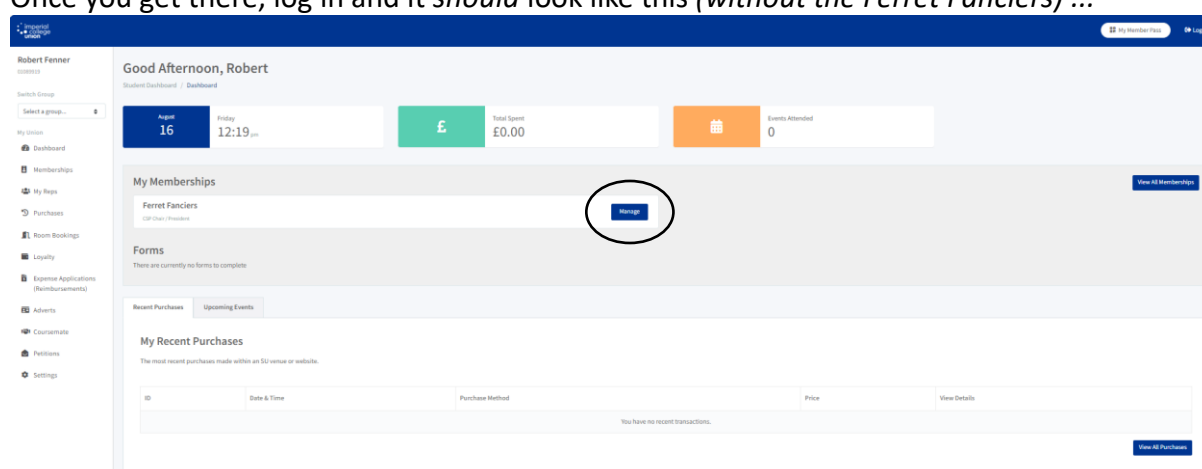 Once you get there, log in and it should look like this (without the Ferret Fanciers) ...
imperial
college
union
My Member Pass
Log
Robert Fenner
Good Afternoon, Robert
Student Dashboard / Dashboard
Switch Group
Select a group...
My Union
Dashboard
Memberships
My Reps
Purchases
Room Bookings
Loyalty
Expense Applications
(Reimbursements)
Adverts
Coursemate
Petitions
Settings
August
16
Friday
12:19 pm
£
Total Spent
£0.00
Events Attended
0
My Memberships
View All Memberships
Ferret Fanciers
CSP Chair / President
Manage
Forms
There are currently no forms to complete
Recent Purchases Upcoming Events
My Recent Purchases
The most recent purchases made within an SU venue or website.
ID Date & Time Purchase Method Price View Details
You have no recent transactions.
View All Purchases